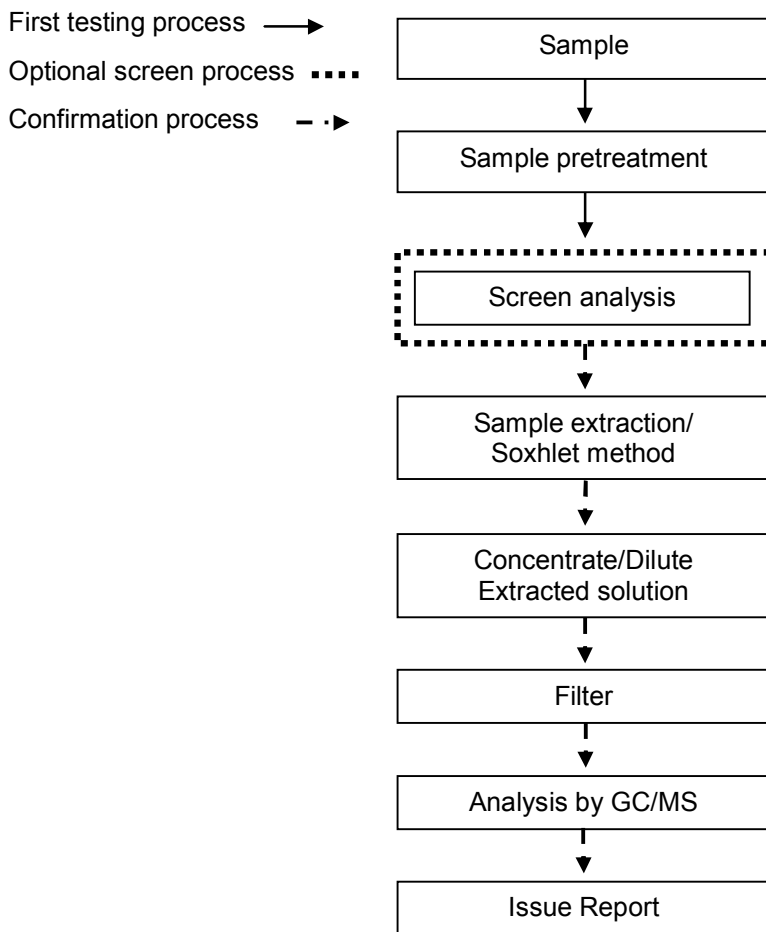 First testing process
Optional screen process
Confirmation process
Sample
Sample pretreatment
Screen analysis
Sample extraction/
Soxhlet method
Concentrate/Dilute
Extracted solution
Filter
Analysis by GC/MS
Issue Report